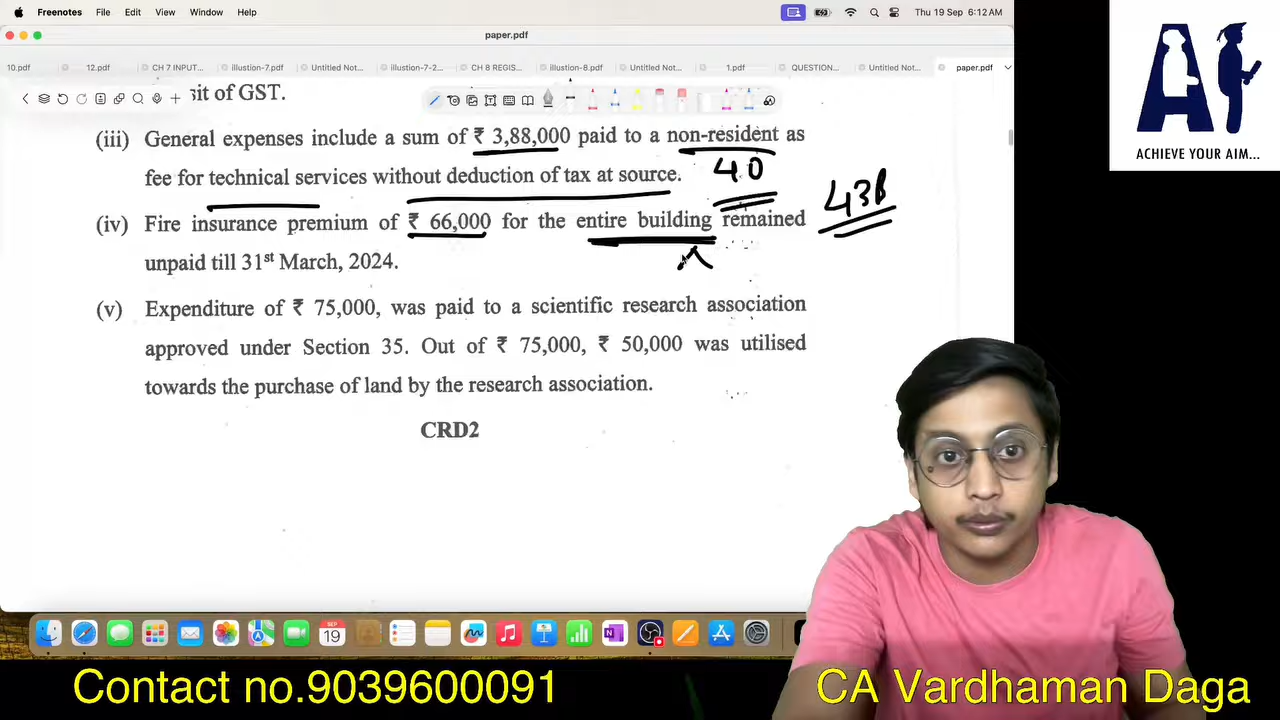 Freenotes File Edit View Window GST Thu 19 Sep 6:12 AM
paper.pdf
10.pdf 12.pdf CH 7 INPUT... illustion-7.pdf Untitled Not... illustion-7-2... CH 8 REGIS... illustion-8.pdf Untitled Not... 1.pdf QUESTION... Untitled Not... paper.pdf
sit of GST.
(iii) General expenses include a sum of ₹ 3,88,000 paid to a non-resident as
fee for technical services without deduction of tax at source. 40
(iv) Fire insurance premium of ₹ 66,000 for the entire building remained 43B
unpaid till 31st March, 2024.
(v) Expenditure of ₹ 75,000, was paid to a scientific research association
approved under Section 35. Out of ₹ 75,000, ₹ 50,000 was utilised
towards the purchase of land by the research association.
CRD2
SEP
19
AI
ACHIEVE YOUR AIM...
Contact no.9039600091 CA Vardhaman Daga